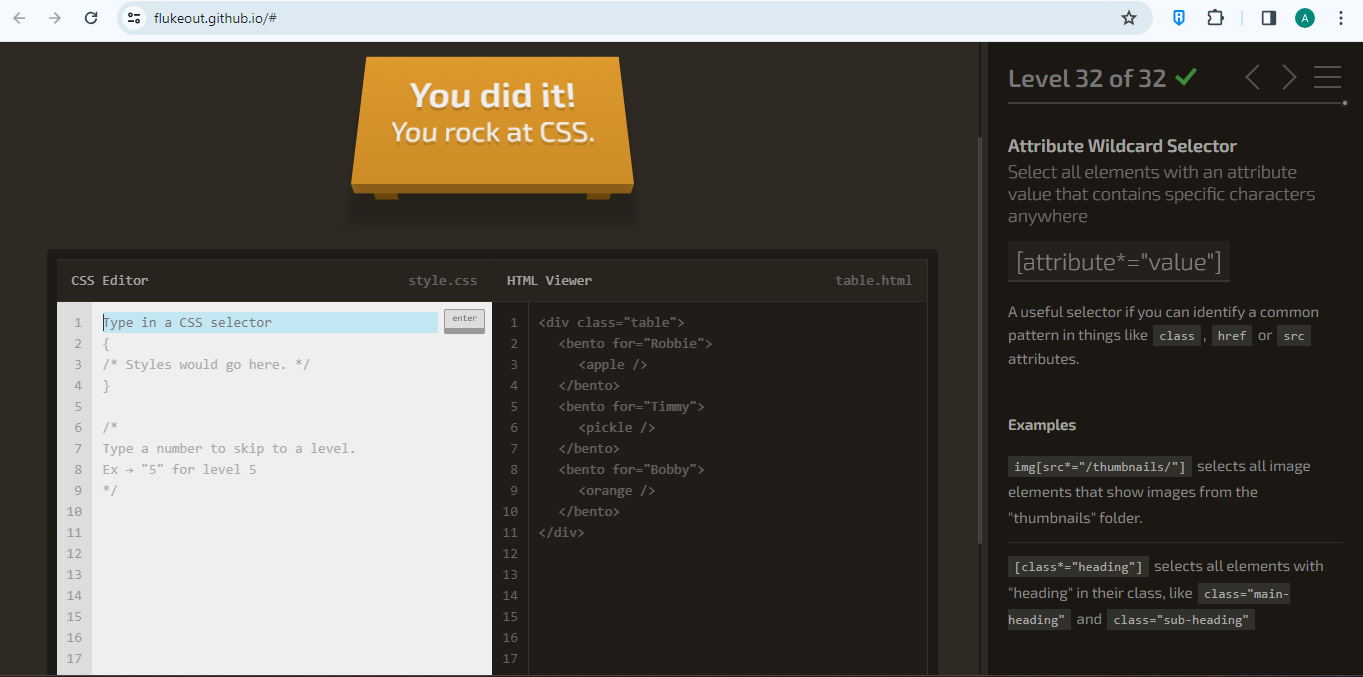 flukeout.github.io/#
A
You did it!
You rock at CSS.
CSS Editor style.css
1 Type in a CSS selector enter
2 {
3 /* Styles would go here. */
4 }
5
6 /*
7 Type a number to skip to a level.
8 Ex → "5" for level 5
9 */
10
11
12
13
14
15
16
17
HTML Viewer table.html
1 <div class="table">
2 <bento for="Robbie">
3 <apple />
4 </bento>
5 <bento for="Timmy">
6 <pickle />
7 </bento>
8 <bento for="Bobby">
9 <orange />
10 </bento>
11 </div>
12
13
14
15
16
17
Level 32 of 32 ✓
Attribute Wildcard Selector
Select all elements with an attribute
value that contains specific characters
anywhere
[attribute*="value"]
A useful selector if you can identify a common
pattern in things like class , href or src
attributes.
Examples
img[src*="/thumbnails/"] selects all image
elements that show images from the
"thumbnails" folder.
[class*="heading"] selects all elements with
"heading" in their class, like class="main-
heading" and class="sub-heading"